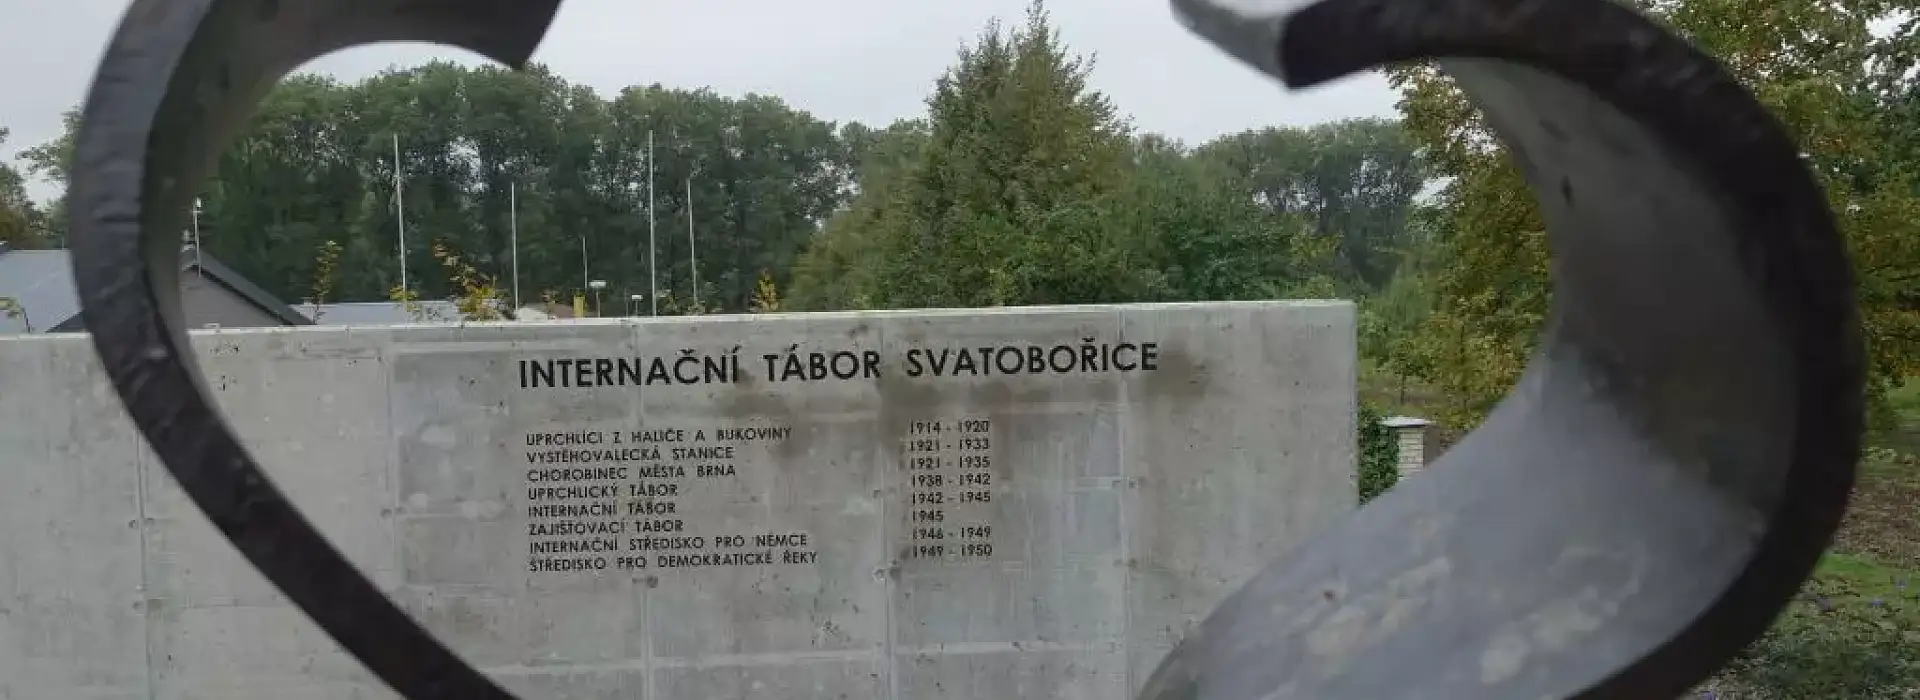 INTERNAČNÍ TÁBOR SVATOBOŘICE
UPRCHLÍCI Z HALIČE A BUKOVINY 1914 - 1920
VYSTĚHOVALECKÁ STANICE 1921 - 1933
CHOROBINEC MĚSTA BRNA 1921 - 1935
UPRCHLICKÝ TÁBOR 1938 - 1942
INTERNAČNÍ TÁBOR 1942 - 1945
ZAJIŠŤOVACÍ TÁBOR 1945
INTERNAČNÍ STŘEDISKO PRO NĚMCE 1946 - 1949
STŘEDISKO PRO DEMOKRATICKÉ ŘEKY 1949 - 1950